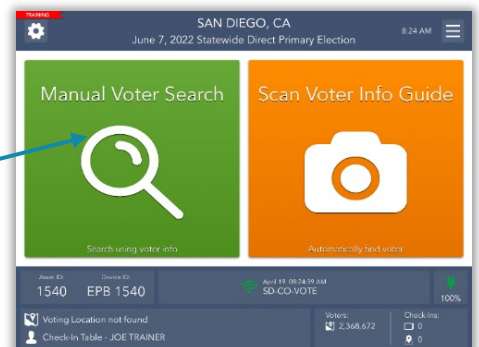 TRAINING
SAN DIEGO, CA
June 7, 2022 Statewide Direct Primary Election
8:24 AM
Manual Voter Search
Search using voter info
Scan Voter Info Guide
Automatically find voter
Asset ID:
1540
Device ID:
EPB 1540
April 19 08:24:39 AM
SD-CO-VOTE
100%
Voting Location not found
Check-In Table - JOE TRAINER
Voters:
2,368,672
Check-Ins:
0
0